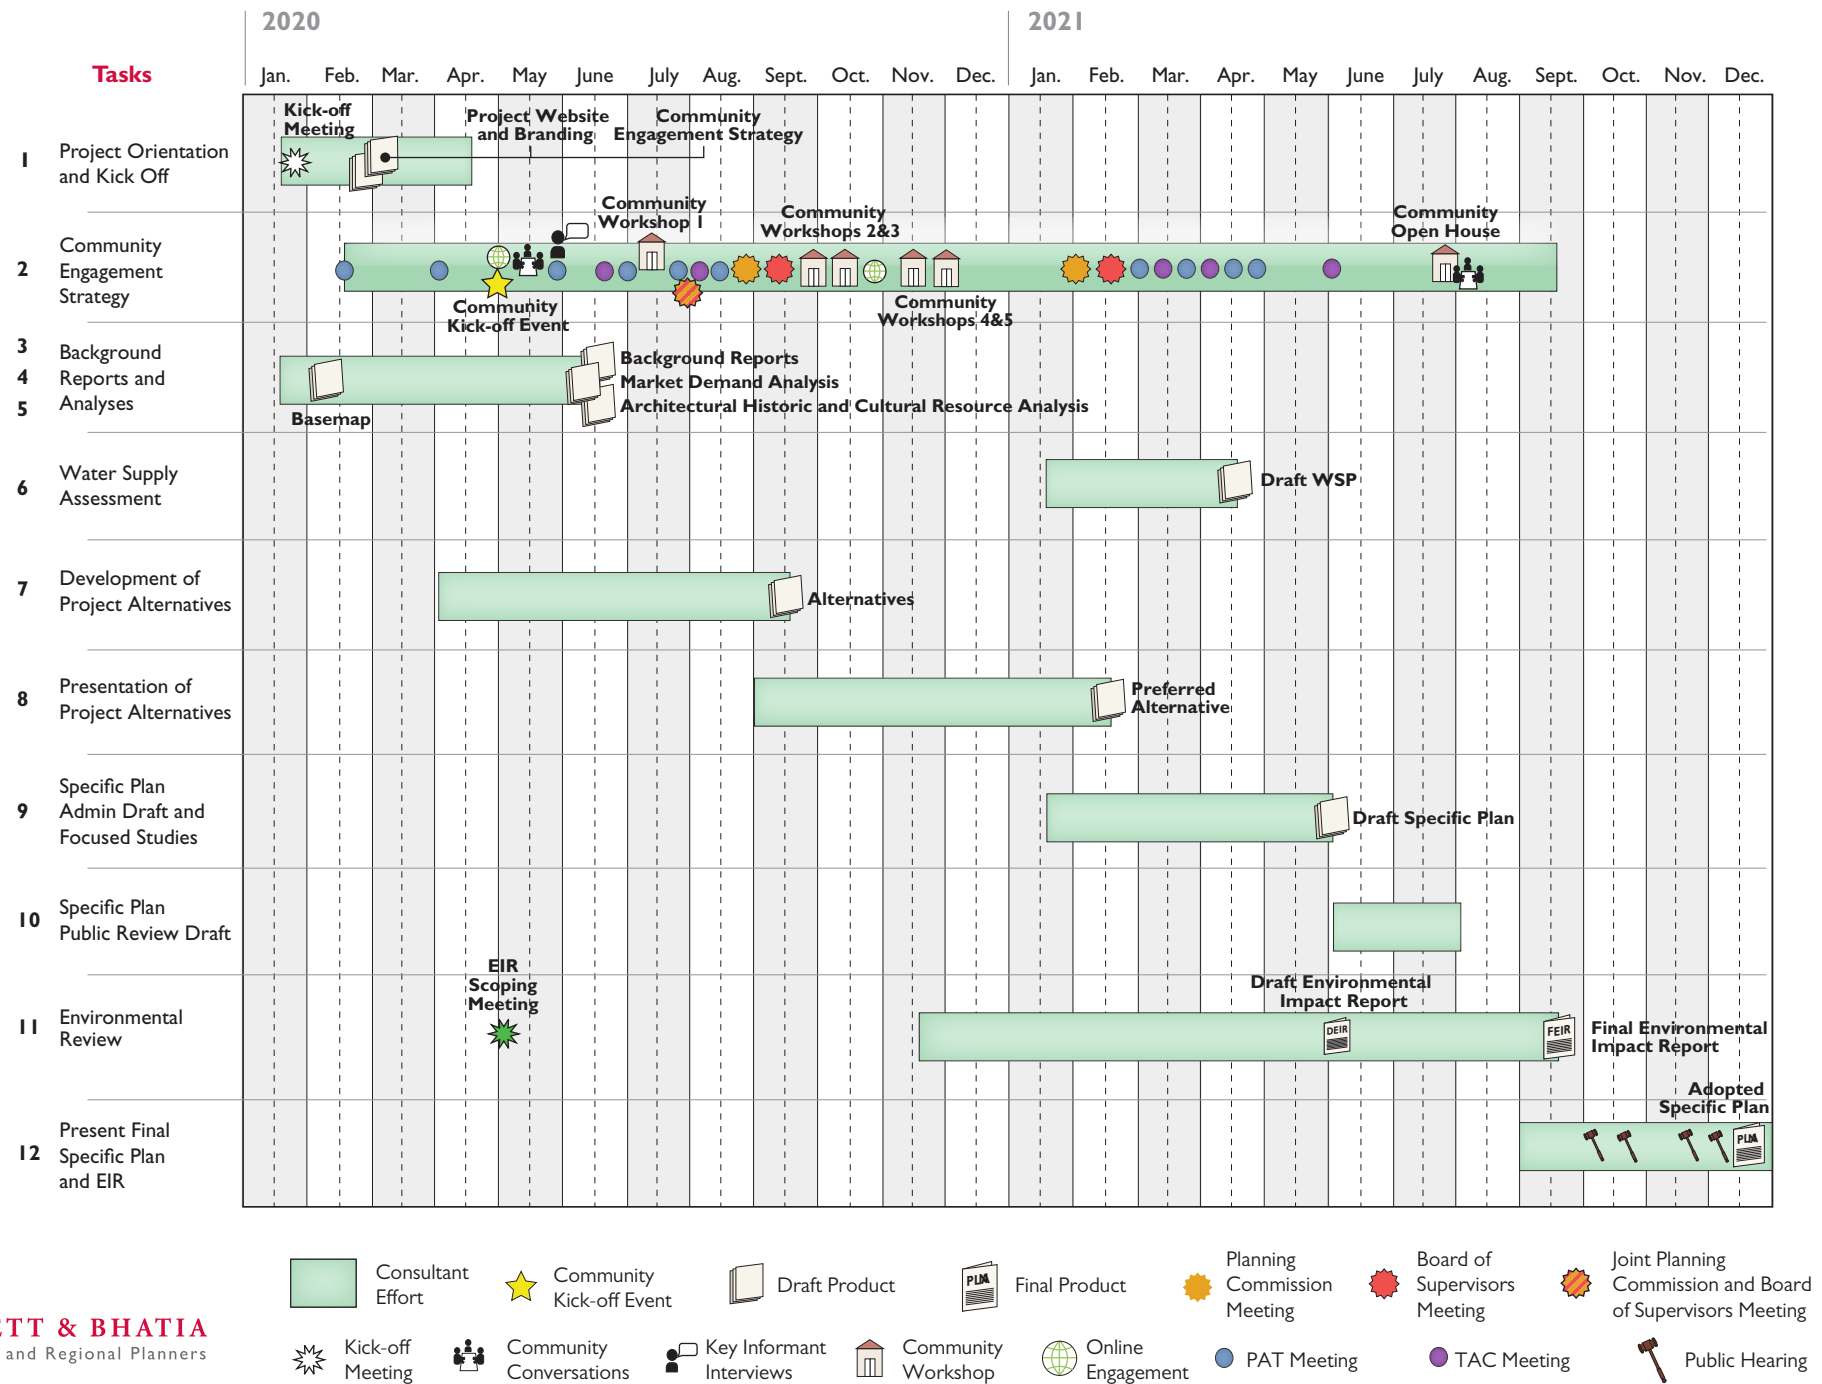 2020
2021
Tasks
Jan.
Feb.
Mar.
Apr.
May
June
July
Aug.
Sept.
Oct.
Nov.
Dec.
Jan.
Feb.
Mar.
Apr.
May
June
July
Aug.
Sept.
Oct.
Nov.
Dec.
1
Project Orientation
and Kick Off
Kick-off
Meeting
Project Website
and Branding
Community
Engagement Strategy
2
Community
Engagement
Strategy
Community
Workshop 1
Community
Workshops 2&3
Community
Open House
Community
Kick-off Event
Community
Workshops 4&5
3
4
5
Background
Reports and
Analyses
Basemap
Background Reports
Market Demand Analysis
Architectural Historic and Cultural Resource Analysis
6
Water Supply
Assessment
Draft WSP
7
Development of
Project Alternatives
Alternatives
8
Presentation of
Project Alternatives
Preferred
Alternative
9
Specific Plan
Admin Draft and
Focused Studies
Draft Specific Plan
10
Specific Plan
Public Review Draft
11
Environmental
Review
EIR
Scoping
Meeting
Draft Environmental
Impact Report
DEIR
FEIR
Final Environmental
Impact Report
12
Present Final
Specific Plan
and EIR
Adopted
Specific Plan
PLAN
Consultant
Effort
Community
Kick-off Event
Draft Product
PLAN
Final Product
Planning
Commission
Meeting
Board of
Supervisors
Meeting
Joint Planning
Commission and Board
of Supervisors Meeting
Kick-off
Meeting
Community
Conversations
Key Informant
Interviews
Community
Workshop
Online
Engagement
PAT Meeting
TAC Meeting
Public Hearing
ETT & BHATIA
and Regional Planners